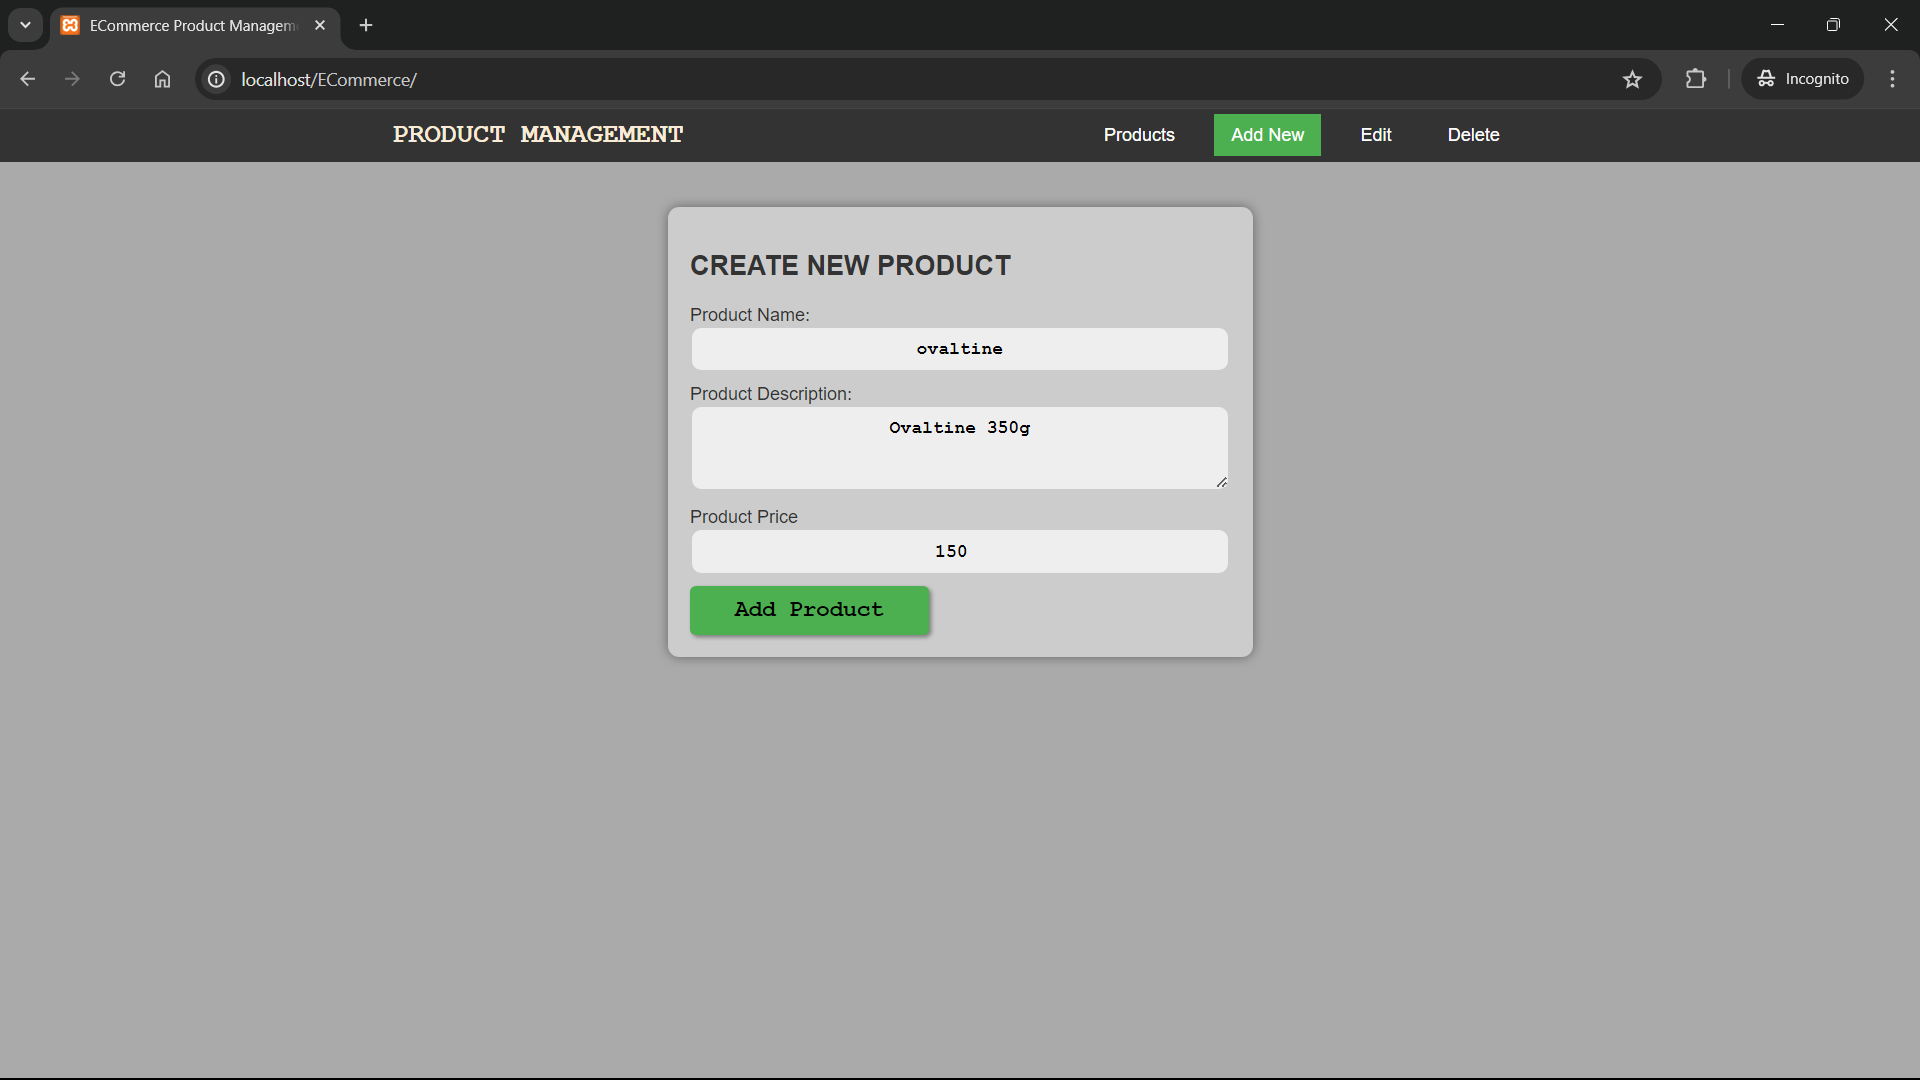 ECommerce Product Managem
localhost/ECommerce/
Incognito
PRODUCT MANAGEMENT
Products
Add New
Edit
Delete
CREATE NEW PRODUCT
Product Name:
ovaltine
Product Description:
Ovaltine 350g
Product Price
150
Add Product